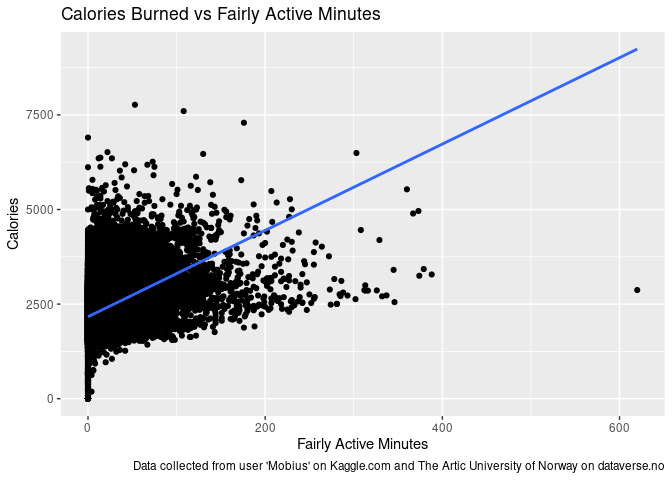 Calories Burned vs Fairly Active Minutes
Calories
7500
5000
2500
0
0 200 400 600
Fairly Active Minutes
Data collected from user 'Mobius' on Kaggle.com and The Artic University of Norway on dataverse.no